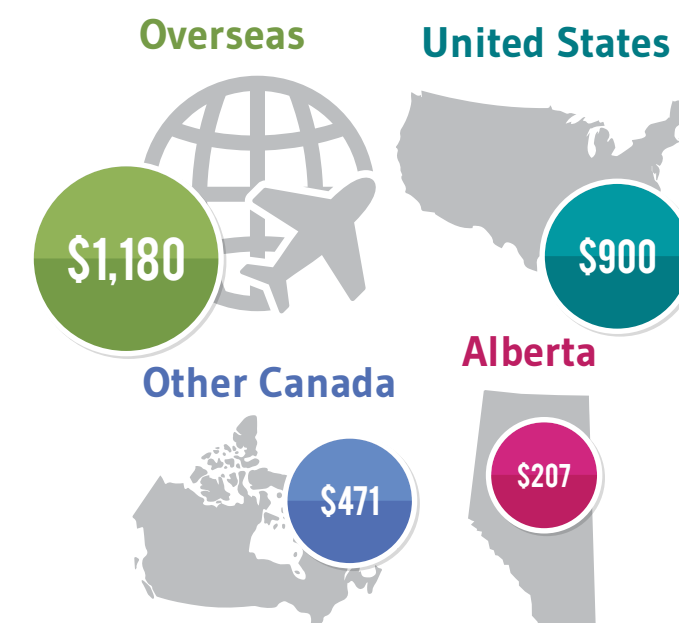 Overseas
United States
$1,180
$900
Other Canada
Alberta
$471
$207